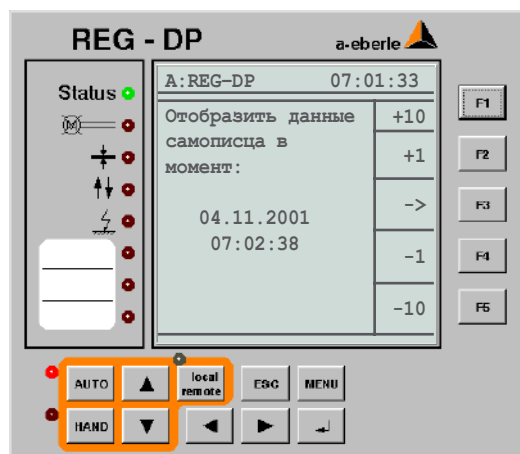 REG - DP
a-eberle
Status
A:REG-DP 07:01:33
Отобразить данные
самописца в
момент:
04.11.2001
07:02:38
+10
+1
->
-1
-10
F1
F2
F3
F4
F5
M
AUTO
local
remote
ESC
MENU
HAND